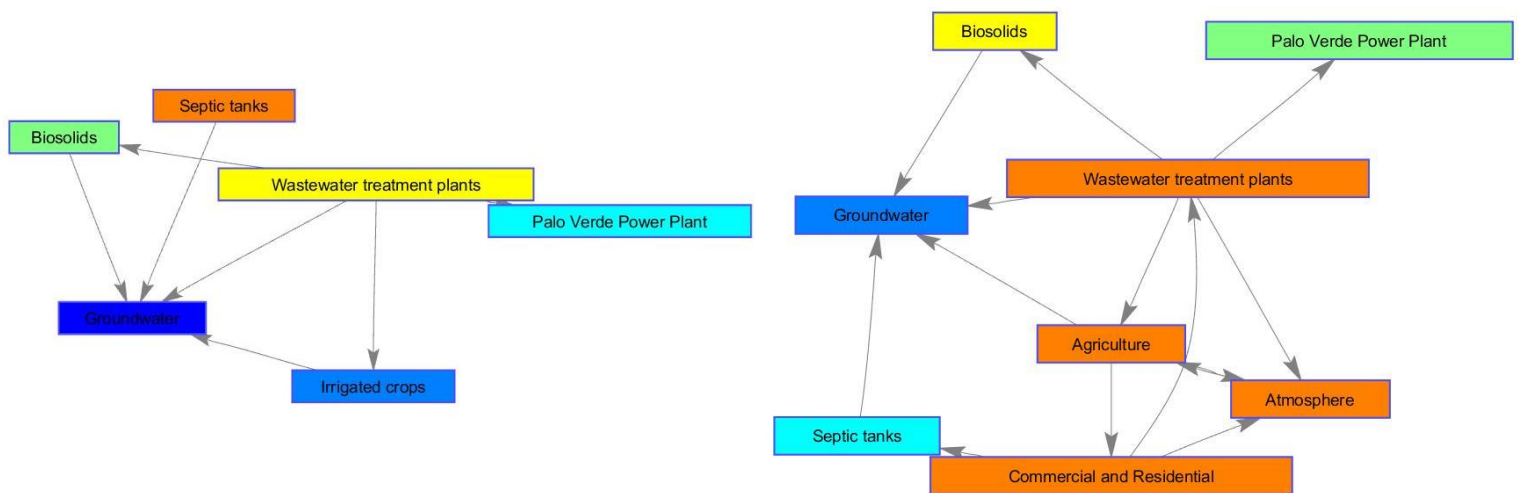 Septic tanks
Biosolids
Wastewater treatment plants
Palo Verde Power Plant
Groundwater
Irrigated crops
Biosolids
Palo Verde Power Plant
Wastewater treatment plants
Groundwater
Agriculture
Atmosphere
Septic tanks
Commercial and Residential